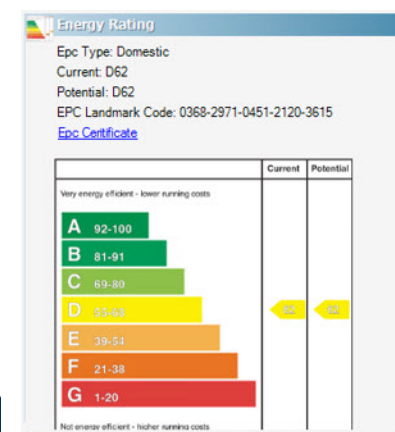 Energy Rating
Epc Type: Domestic
Current: D62
Potential: D62
EPC Landmark Code: 0368-2971-0451-2120-3615
Epc Certificate
Current Potential
Very energy efficient - lower running costs
A 92-100
B 81-91
C 69-80
D 55-68
E 39-54
F 21-38
G 1-20
Not energy efficient - higher running costs